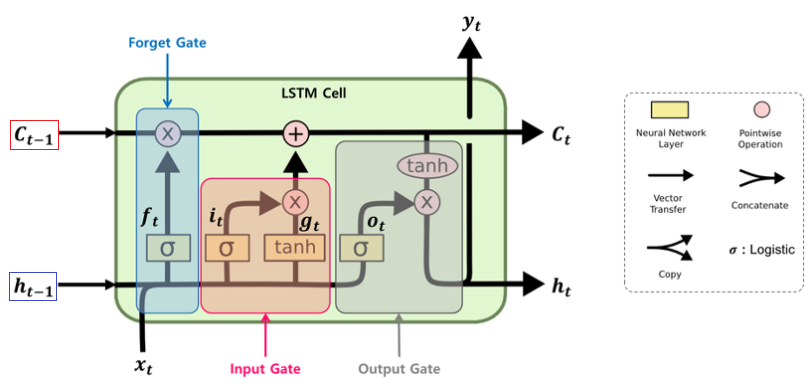 y_t
Forget Gate
LSTM Cell
C_{t-1}
x
+
C_t
tanh
f_t
i_t
x
g_t
o_t
x
σ
σ
tanh
σ
h_{t-1}
h_t
x_t
Input Gate
Output Gate
Neural Network
Layer
Pointwise
Operation
Vector
Transfer
Concatenate
Copy
σ : Logistic